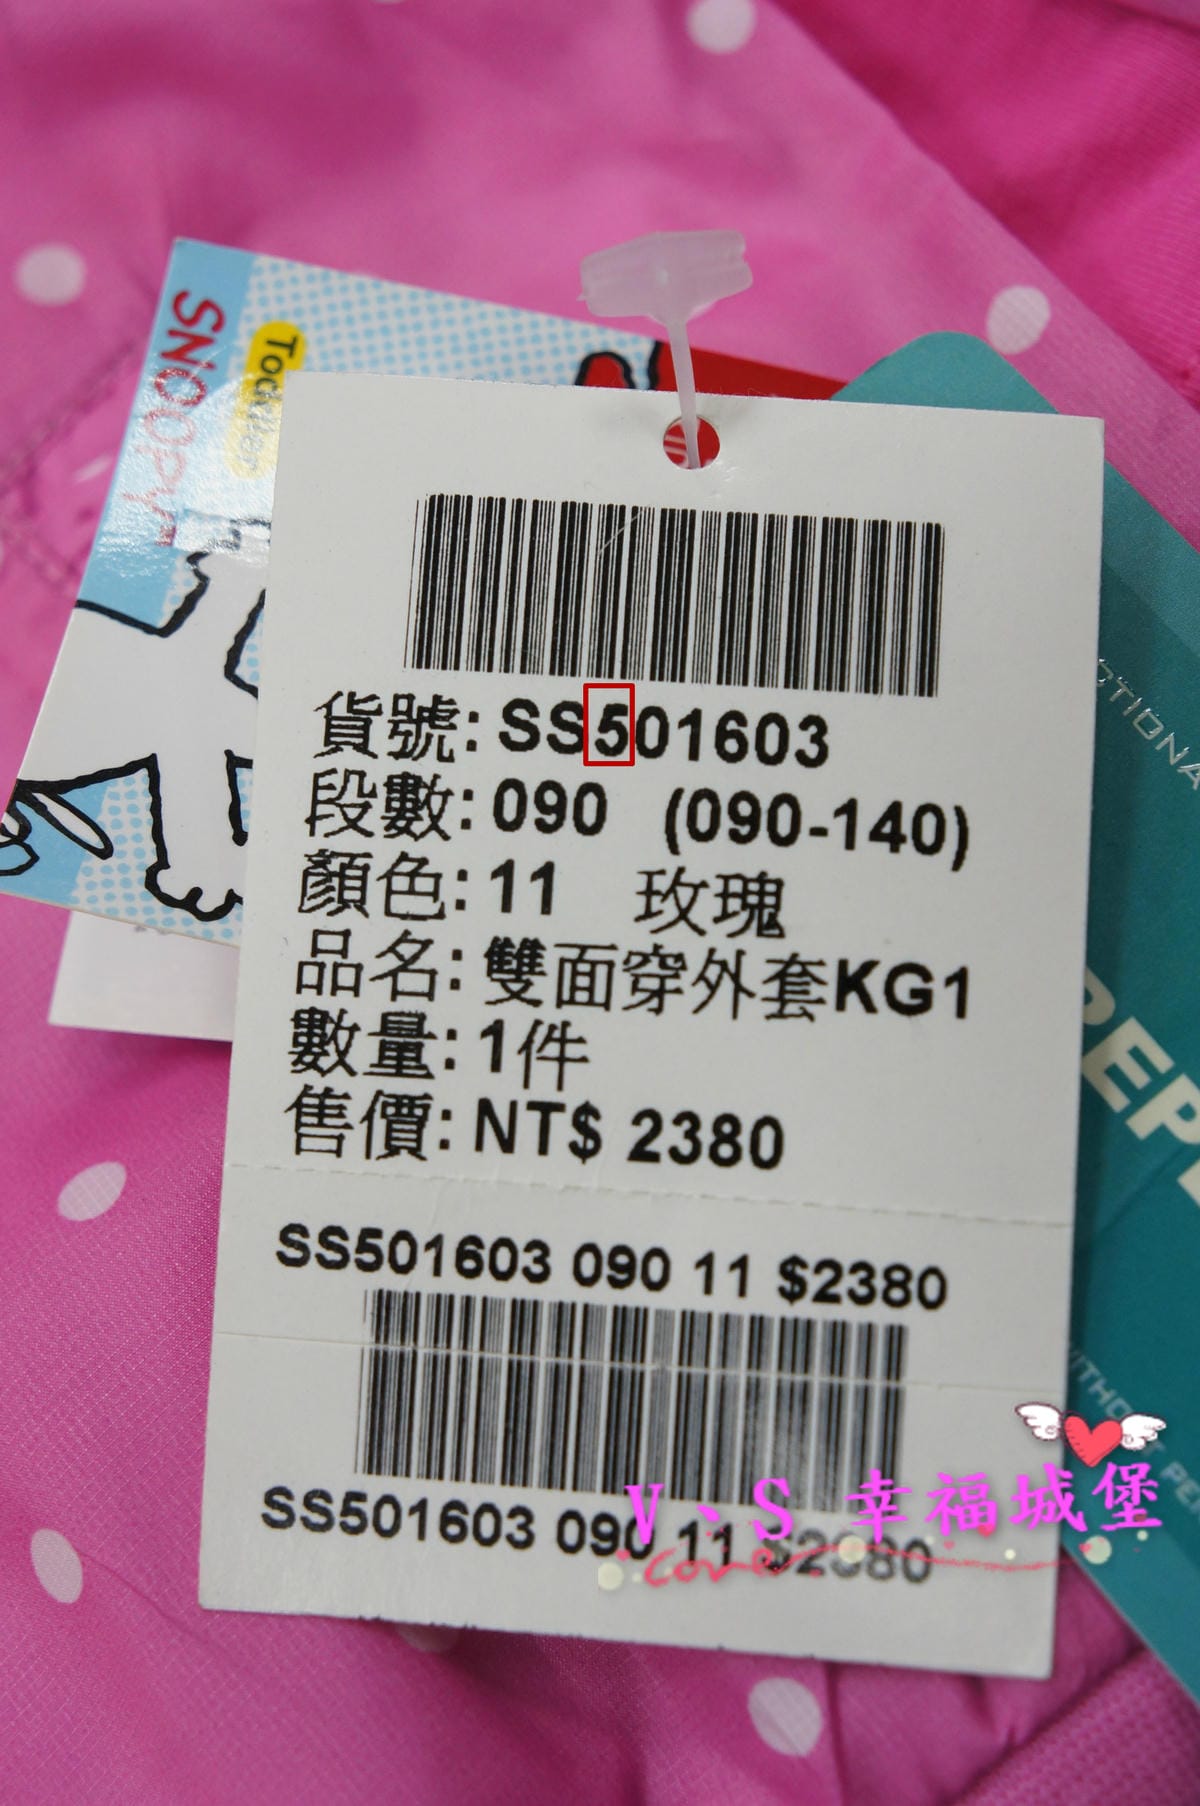 SNOOPY
Toddler
貨號: SS501603
段數: 090 (090-140)
顏色: 11 玫瑰
品名: 雙面穿外套KG1
數量: 1件
售價: NT$ 2380
SS501603 090 11 $2380
SS501603 090 11 $2380
V、S 幸福城堡
Love